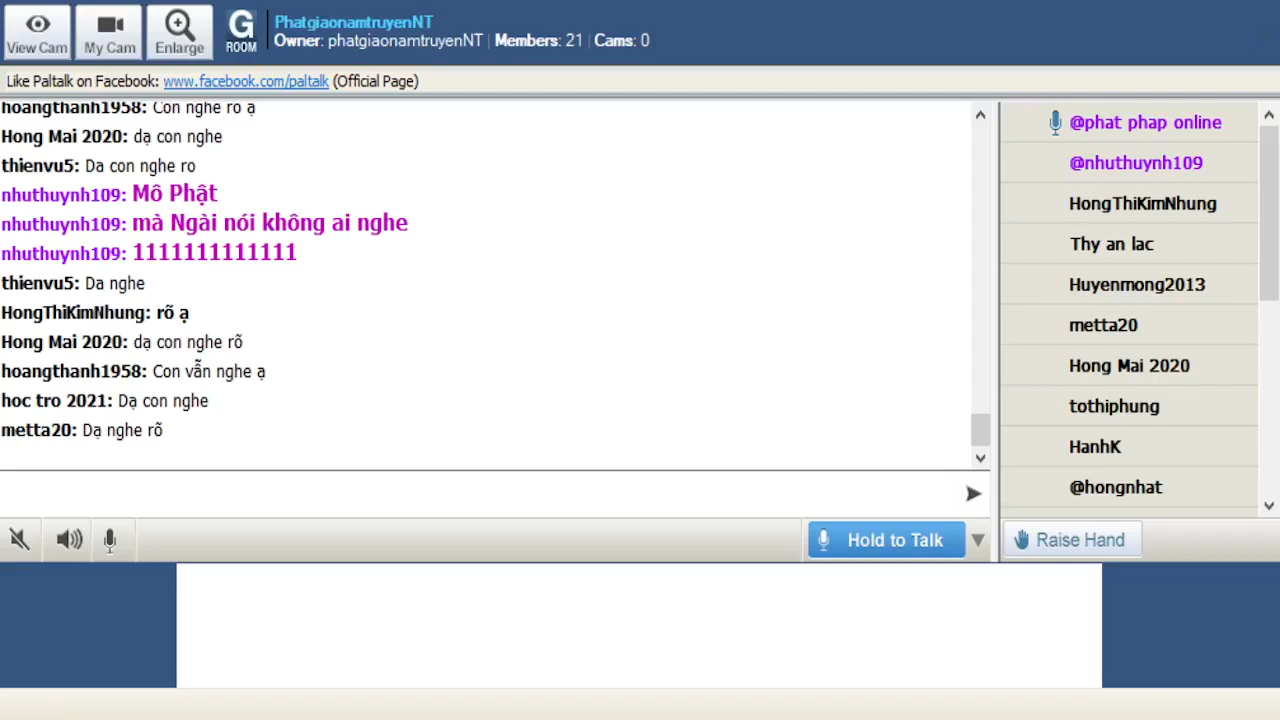 View Cam
My Cam
Enlarge
G
ROOM
PhatgiaonamtruyenNT
Owner: phatgiaonamtruyenNT | Members: 21 | Cams: 0
Like Paltalk on Facebook: www.facebook.com/paltalk (Official Page)
hoangthanh1958: Con nghe rõ ạ
Hong Mai 2020: dạ con nghe
thienvu5: Da con nghe ro
nhuthuynh109: Mô Phật
nhuthuynh109: mà Ngài nói không ai nghe
nhuthuynh109: 1111111111111
thienvu5: Da nghe
HongThiKimNhung: rõ ạ
Hong Mai 2020: dạ con nghe rõ
hoangthanh1958: Con vẫn nghe ạ
hoc tro 2021: Dạ con nghe
metta20: Dạ nghe rõ
@phat phap online
@nhuthuynh109
HongThiKimNhung
Thy an lac
Huyenmong2013
metta20
Hong Mai 2020
tothiphung
HanhK
@hongnhat
Hold to Talk
Raise Hand